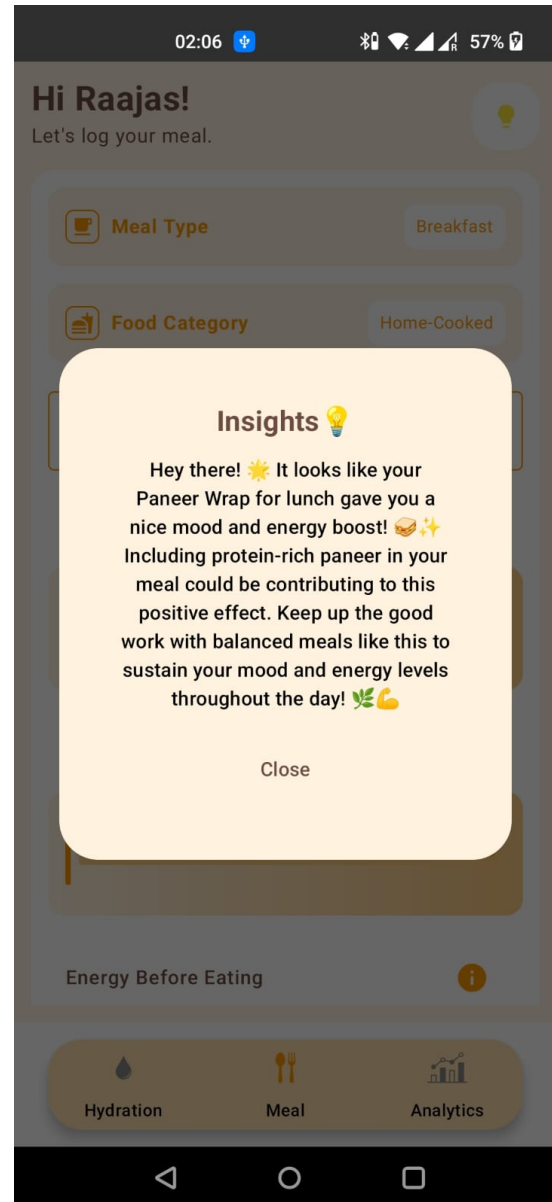 02:06
57%
Hi Raajas!
Let's log your meal.
Meal Type
Breakfast
Food Category
Home-Cooked
Insights💡
Hey there! 🌟 It looks like your
Paneer Wrap for lunch gave you a
nice mood and energy boost! 🥪✨
Including protein-rich paneer in your
meal could be contributing to this
positive effect. Keep up the good
work with balanced meals like this to
sustain your mood and energy levels
throughout the day! 🌿💪
Close
Energy Before Eating
Hydration
Meal
Analytics